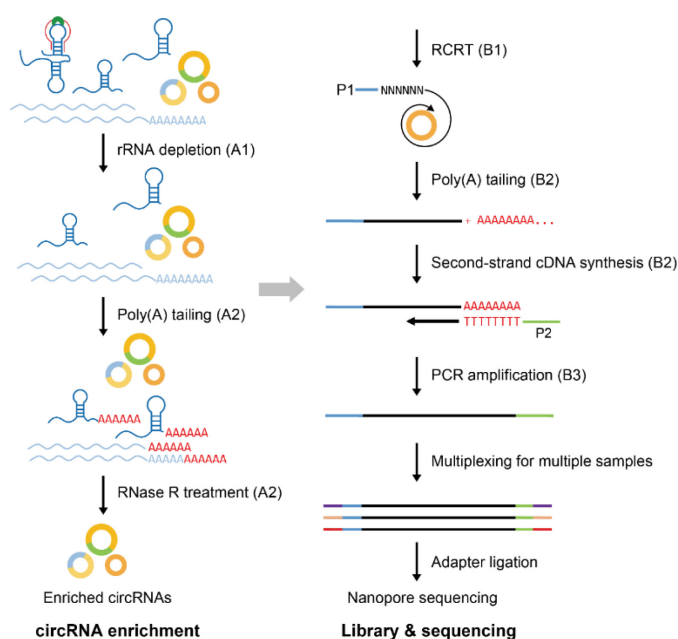 AAAAAAAA
rRNA depletion (A1)
AAAAAAAA
Poly(A) tailing (A2)
AAAAAA
AAAAAA
AAAAAA
AAAAAAAAAAA
RNase R treatment (A2)
Enriched circRNAs
circRNA enrichment
RCRT (B1)
P1 NNNNNN
Poly(A) tailing (B2)
+ AAAAAAAA...
Second-strand cDNA synthesis (B2)
AAAAAAAA
TTTTTTTT
P2
PCR amplification (B3)
Multiplexing for multiple samples
Adapter ligation
Nanopore sequencing
Library & sequencing